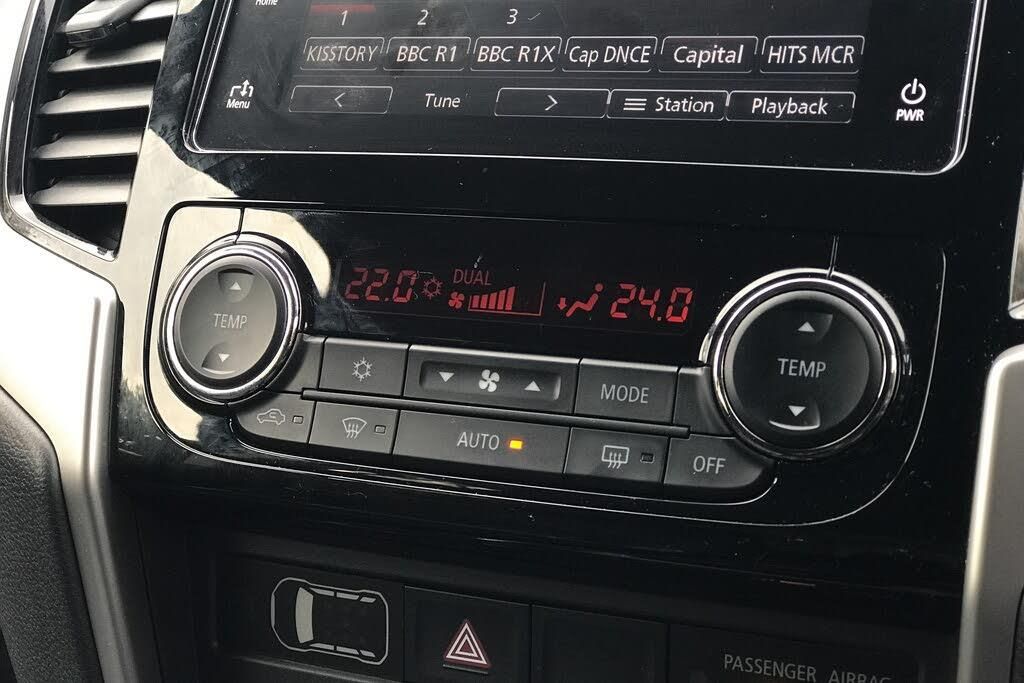 Home
1 2 3
KISSTORY BBC R1 BBC R1X Cap DNCE Capital HITS MCR
Menu < Tune > Station Playback PWR
22.0 DUAL 24.0
TEMP TEMP
MODE
AUTO OFF
PASSENGER AIRBAG